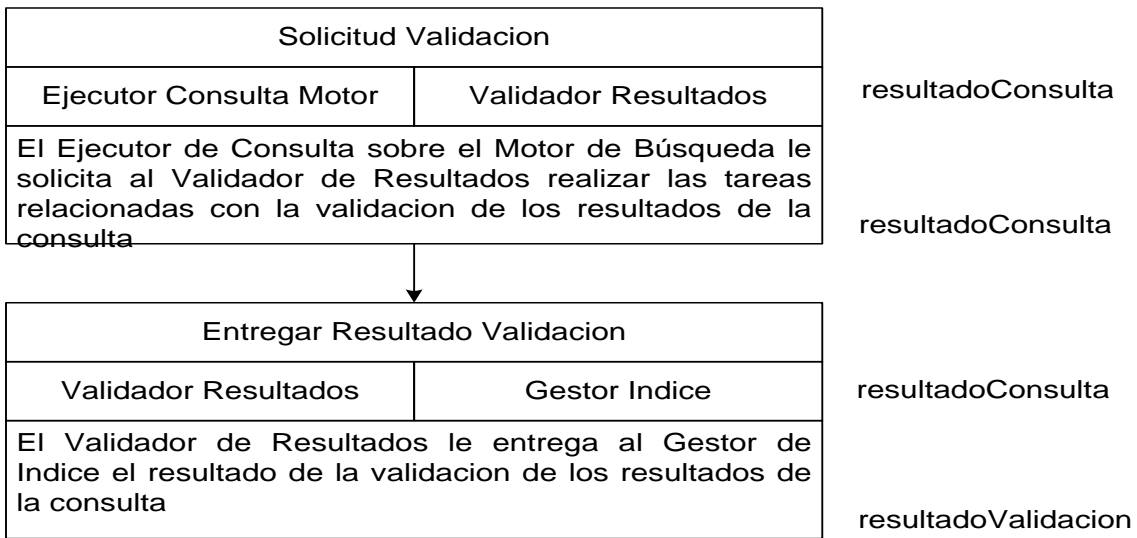 Solicitud Validacion
Ejecutor Consulta Motor
Validador Resultados
resultadoConsulta
El Ejecutor de Consulta sobre el Motor de Búsqueda le
solicita al Validador de Resultados realizar las tareas
relacionadas con la validacion de los resultados de la
consulta
resultadoConsulta
Entregar Resultado Validacion
Validador Resultados
Gestor Indice
resultadoConsulta
El Validador de Resultados le entrega al Gestor de
Indice el resultado de la validacion de los resultados de
la consulta
resultadoValidacion